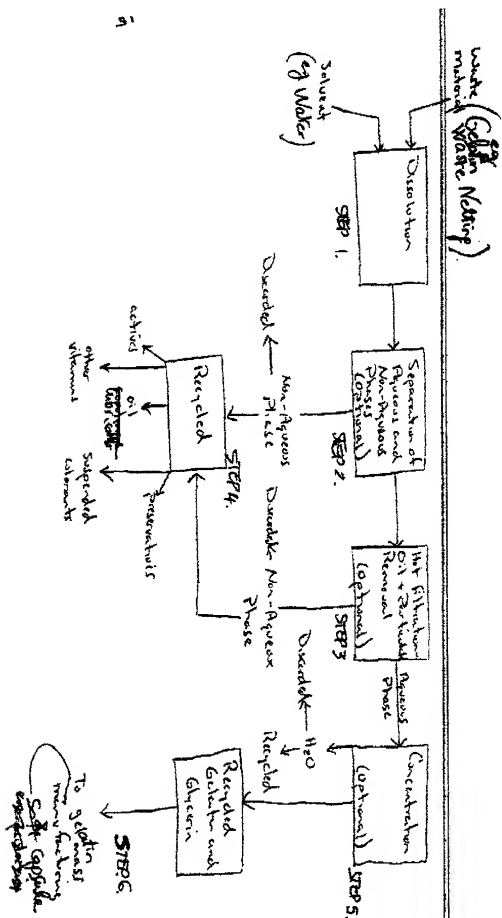 Waste
Material
(eg
Gelatin
Waste Netting)
Solvent
(eg Water)
Dissolution
STEP 1.
Separation of
Aqueous and
Non-Aqueous
Phases
(optional)
STEP 2.
Non-Aqueous
Phase
Discarded
Hot filtration
Oil + Particulate
Removal
(optional)
STEP 3
Aqueous
Phase
Non-Aqueous
Phase
Discarded
Recycled
STEP 4.
actives
other
vitamins
oil
suspended
colorants
preservatives
Concentration
(optional)
STEP 5.
H2O
Discarded
Recycled
Recycled
Gelatin and
Glycerin
STEP 6.
To gelatin
mass
manufacturing